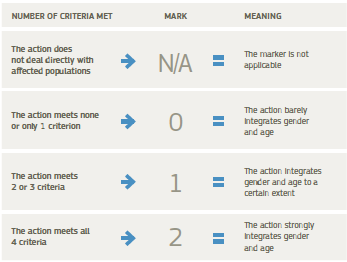 NUMBER OF CRITERIA MET MARK MEANING
The action does
not deal directly with
affected populations
N/A
The marker is not
applicable
The action meets none
or only 1 criterion
0
The action barely
integrates gender
and age
The action meets
2 or 3 criteria
1
The action integrates
gender and age to a
certain extent
The action meets all
4 criteria
2
The action strongly
integrates gender
and age